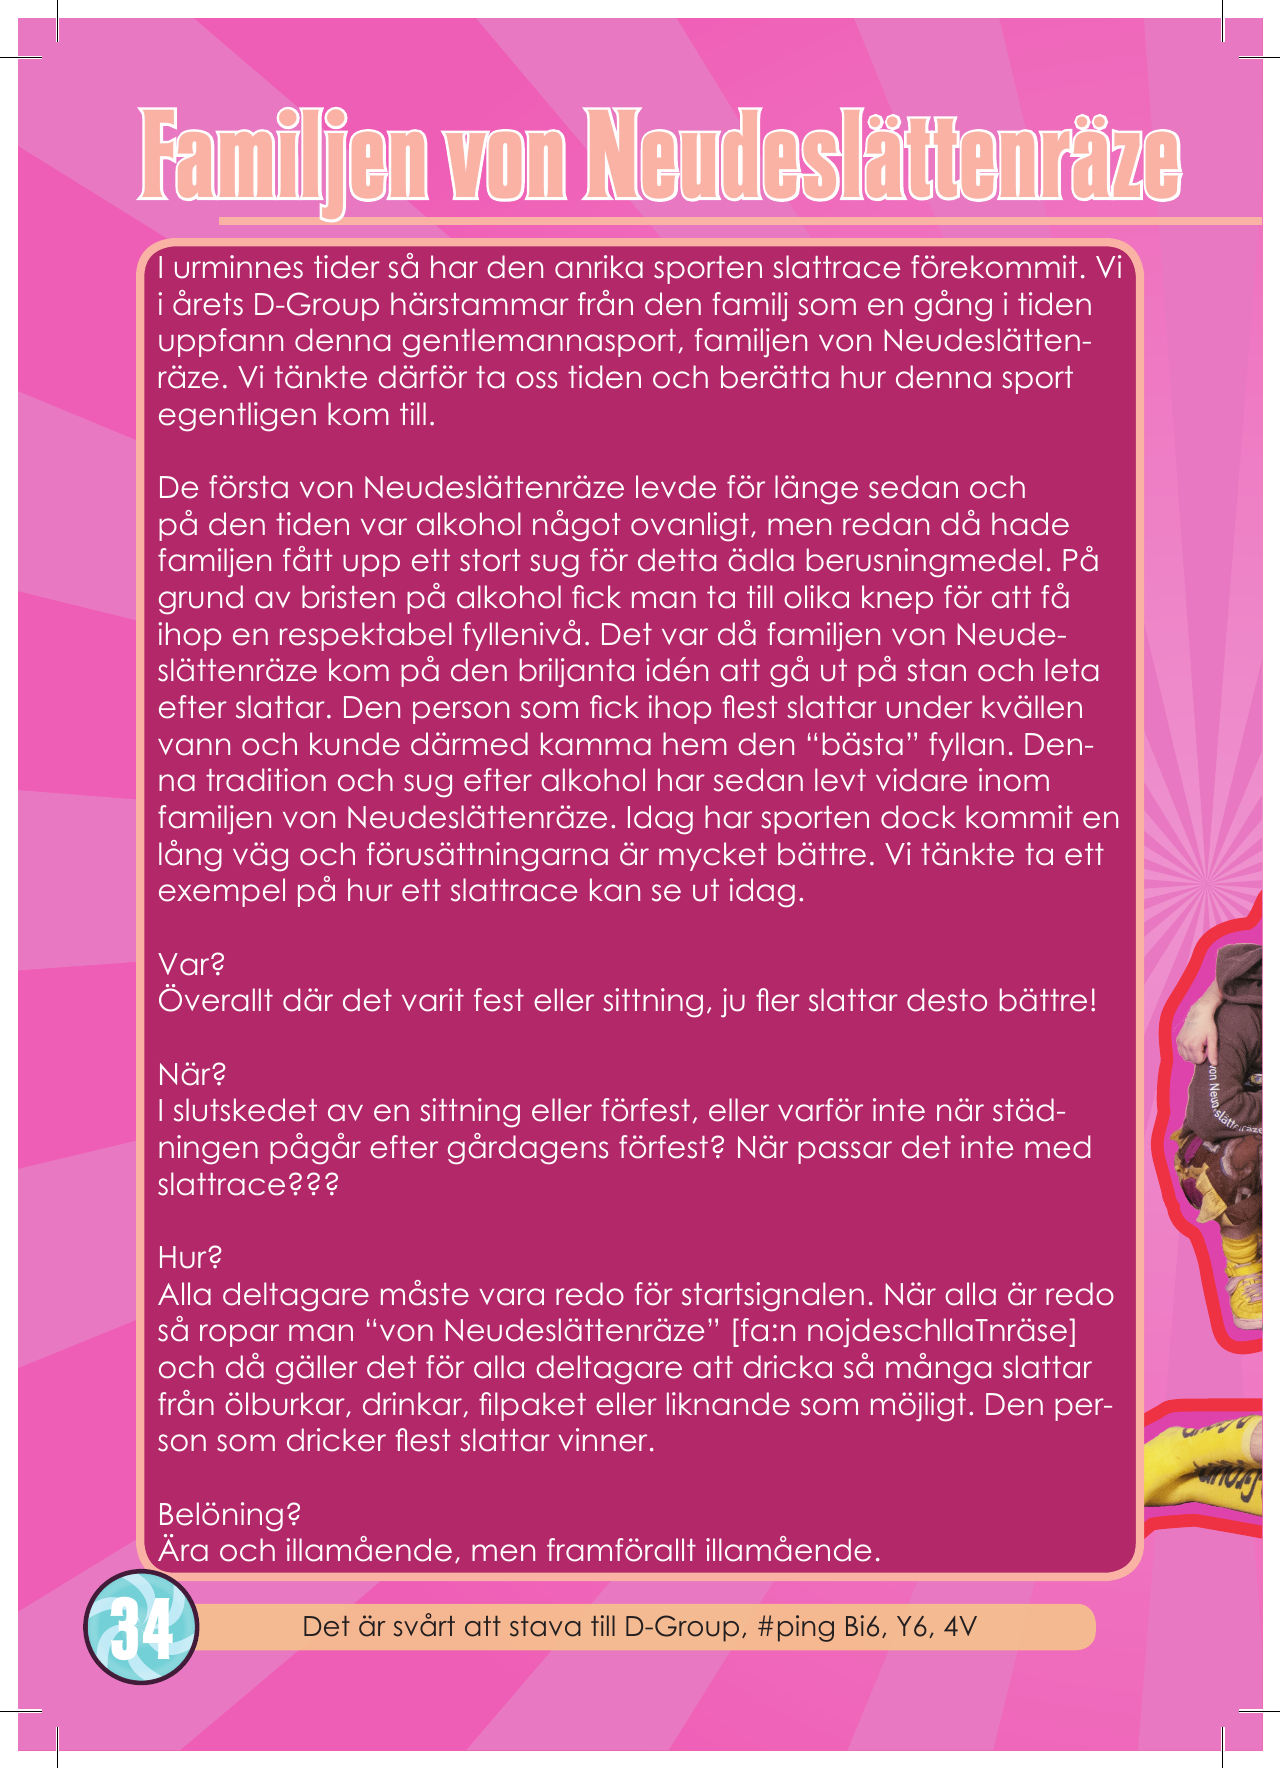 Familjen von Neudeslättenräze
I urminnes tider så har den anrika sporten slattrace förekommit. Vi
i årets D-Group härstammar från den familj som en gång i tiden
uppfann denna gentlemannasport, familjen von Neudeslätten-
räze. Vi tänkte därför ta oss tiden och berätta hur denna sport
egentligen kom till.
De första von Neudeslättenräze levde för länge sedan och
på den tiden var alkohol något ovanligt, men redan då hade
familjen fått upp ett stort sug för detta ädla berusningmedel. På
grund av bristen på alkohol fick man ta till olika knep för att få
ihop en respektabel fyllenivå. Det var då familjen von Neude-
slättenräze kom på den briljanta idén att gå ut på stan och leta
efter slattar. Den person som fick ihop flest slattar under kvällen
vann och kunde därmed kamma hem den “bästa” fyllan. Den-
na tradition och sug efter alkohol har sedan levt vidare inom
familjen von Neudeslättenräze. Idag har sporten dock kommit en
lång väg och förusättningarna är mycket bättre. Vi tänkte ta ett
exempel på hur ett slattrace kan se ut idag.
Var?
Överallt där det varit fest eller sittning, ju fler slattar desto bättre!
När?
I slutskedet av en sittning eller förfest, eller varför inte när städ-
ningen pågår efter gårdagens förfest? När passar det inte med
slattrace???
Hur?
Alla deltagare måste vara redo för startsignalen. När alla är redo
så ropar man “von Neudeslättenräze” [fa:n nojdeschllaTnräse]
och då gäller det för alla deltagare att dricka så många slattar
från ölburkar, drinkar, filpaket eller liknande som möjligt. Den per-
son som dricker flest slattar vinner.
Belöning?
Ära och illamående, men framförallt illamående.
34
Det är svårt att stava till D-Group, #ping Bi6, Y6, 4V